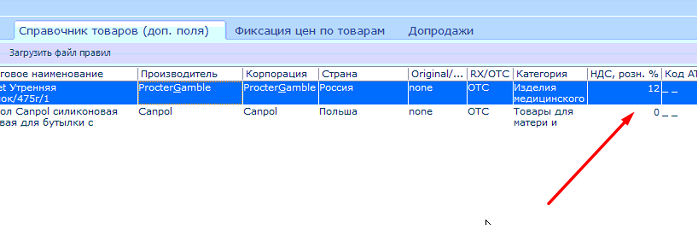 Справочник товаров (доп. поля) Фиксация цен по товарам Допродажи
Загрузить файл правил
говое наименование Производитель Корпорация Страна Original/... RX/OTC Категория НДС, розн. % Код АТ
et Утренняя ProcterGamble ProcterGamble Россия none OTC Изделия 12 _ _
ок/475г/1 медицинского
ол Canpol силиконовая Canpol Canpol Польша none OTC Товары для 0 _ _
вая для бутылки с матери и